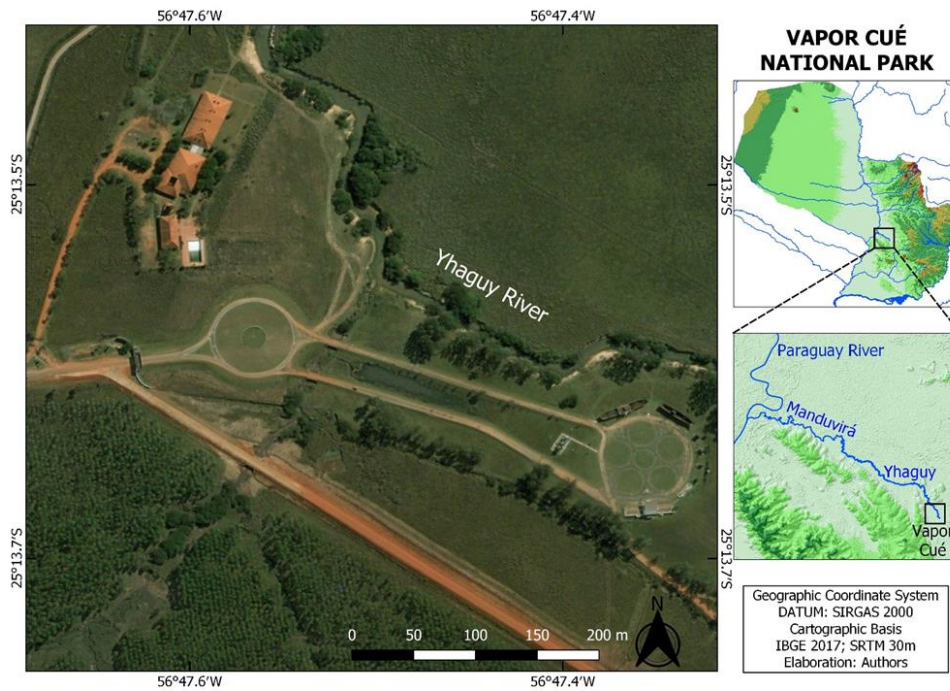 56°47.6'W
56°47.4'W
VAPOR CUÉ
NATIONAL PARK
25°13.5'S
25°13.5'S
Yhaguy River
Paraguay River
Manduvirá
Yhaguy
Vapor
Cué
25°13.7'S
25°13.7'S
N
0 50 100 150 200 m
56°47.6'W
56°47.4'W
Geographic Coordinate System
DATUM: SIRGAS 2000
Cartographic Basis
IBGE 2017; SRTM 30m
Elaboration: Authors